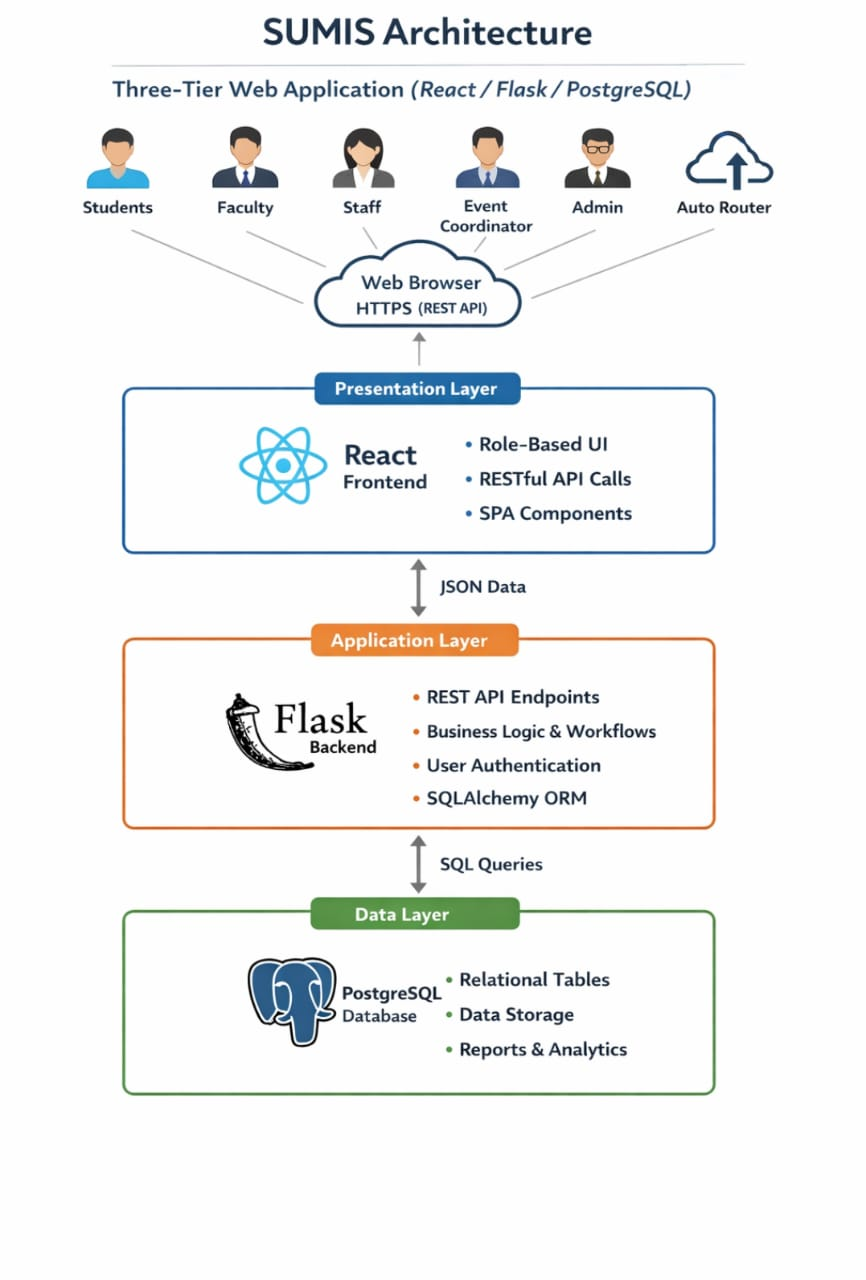 SUMIS Architecture
Three-Tier Web Application (React / Flask / PostgreSQL)
Students
Faculty
Staff
Event
Coordinator
Admin
Auto Router
Web Browser
HTTPS (REST API)
Presentation Layer
React
Frontend
• Role-Based UI
• RESTful API Calls
• SPA Components
JSON Data
Application Layer
Flask
Backend
• REST API Endpoints
• Business Logic & Workflows
• User Authentication
• SQLAlchemy ORM
SQL Queries
Data Layer
PostgreSQL
Database
• Relational Tables
• Data Storage
• Reports & Analytics